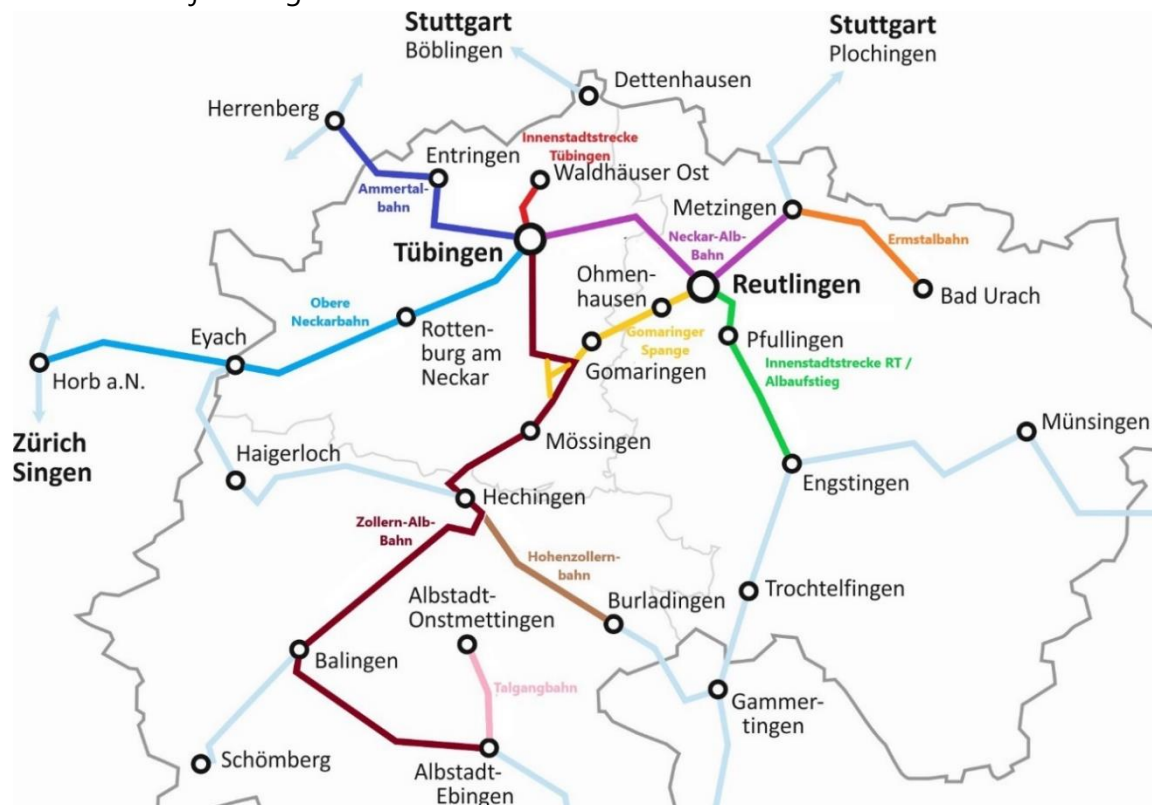 Stuttgart
Böblingen
Stuttgart
Plochingen
Dettenhausen
Herrenberg
Innenstadtstrecke
Tübingen
Entringen
Waldhäuser Ost
Ammertal-
bahn
Metzingen
Neckar-Alb-
Bahn
Ermstalbahn
Tübingen
Ohmen-
hausen
Reutlingen
Bad Urach
Obere
Neckarbahn
Eyach
Rotten-
burg am
Neckar
Gomaringer
Spange
Pfullingen
Horb a.N.
Gomaringen
Innenstadtstrecke RT /
Albaufstieg
Zürich
Singen
Mössingen
Münsingen
Haigerloch
Hechingen
Engstingen
Zollern-Alb-
Bahn
Hohenzollern-
bahn
Albstadt-
Onstmettingen
Burladingen
Trochtelfingen
Balingen
Talgangbahn
Gammer-
tingen
Schömberg
Albstadt-
Ebingen